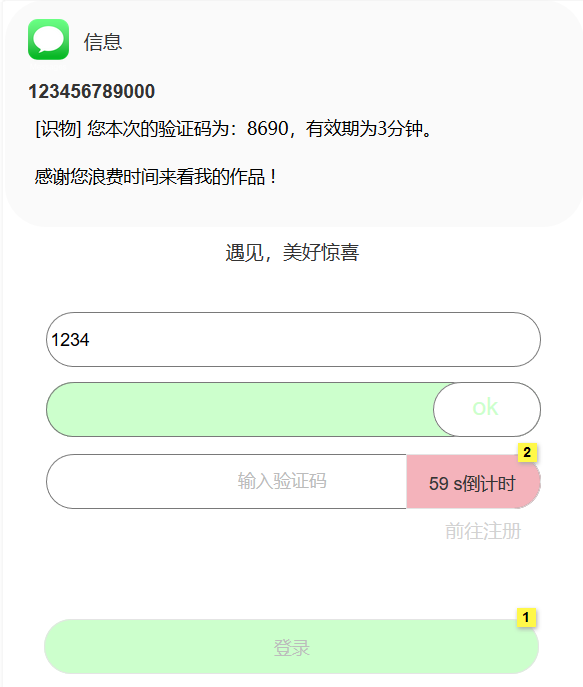 信息
123456789000
[识物] 您本次的验证码为：8690，有效期为3分钟。
感谢您浪费时间来看我的作品！
遇见，美好惊喜
1234
ok
2
输入验证码
59 s倒计时
前往注册
1
登录